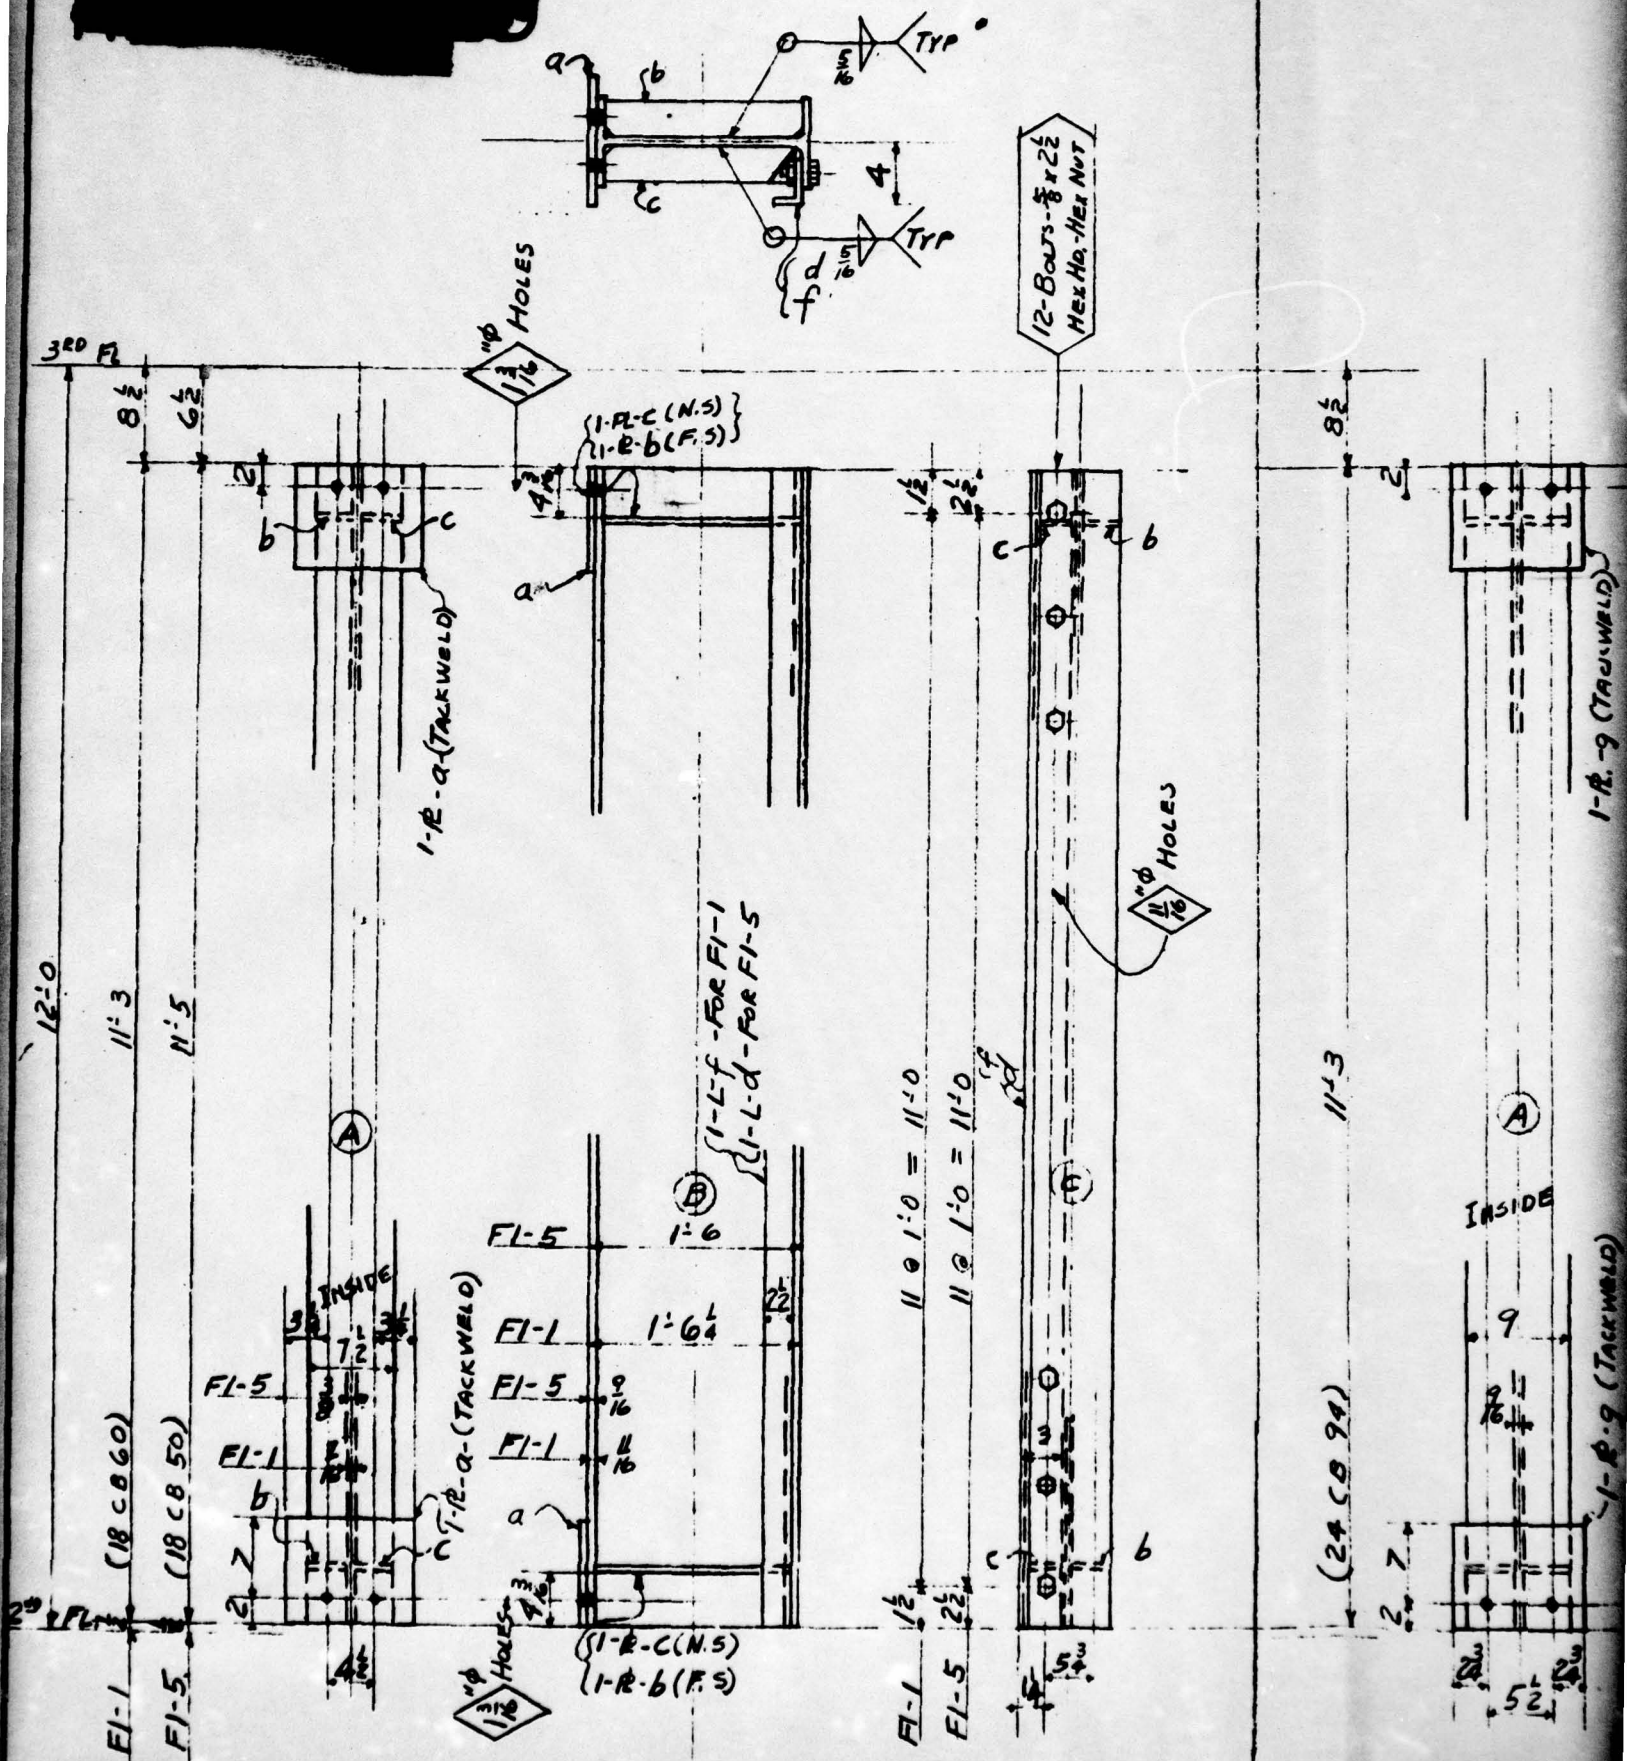 a
b
5/16
TYP
c
4
d
f
5/16
TYP
12-BOLTS-5/8 x 2 1/2
HEX HD.-HEX NUT
1 3/16"φ HOLES
3RD FL
8 1/2
6 1/2
2
b
c
1-PL-a-(TACKWELD)
1-PL-c (N.S)
1-PL-b (F.S)
4 3/16
a
1 1/2
2 1/2
c
b
8 1/2
2
1-PL-g (TACKWELD)
11/16"φ HOLES
12'-0
11'-3
11'-5
A
1-L-f-FOR F1-1
1-L-d-FOR F1-5
B
11 @ 1'-0 = 11'-0
11 @ 1'-0 = 11'-0
f
d
E
11'-3
A
INSIDE
INSIDE
F1-5
1'-6
F1-1
1'-6 1/4
2 1/2
7 1/2
F1-5
F1-1
F1-5
9/16
F1-1
11/16
3
9
9/16
(18 CB 60)
(18 CB 50)
(24 CB 94)
b
c
1-PL-a-(TACKWELD)
a
c
b
1-PL-g (TACKWELD)
7
2
4 3/16
1 1/2
2 1/2
7
2
2ND FL
1-PL-c (N.S)
1-PL-b (F.S)
1 3/16"φ HOLES
F1-1
F1-5
4 1/2
F1-1
F1-5
5 3/4
2 3/4
5 1/2
2 3/4